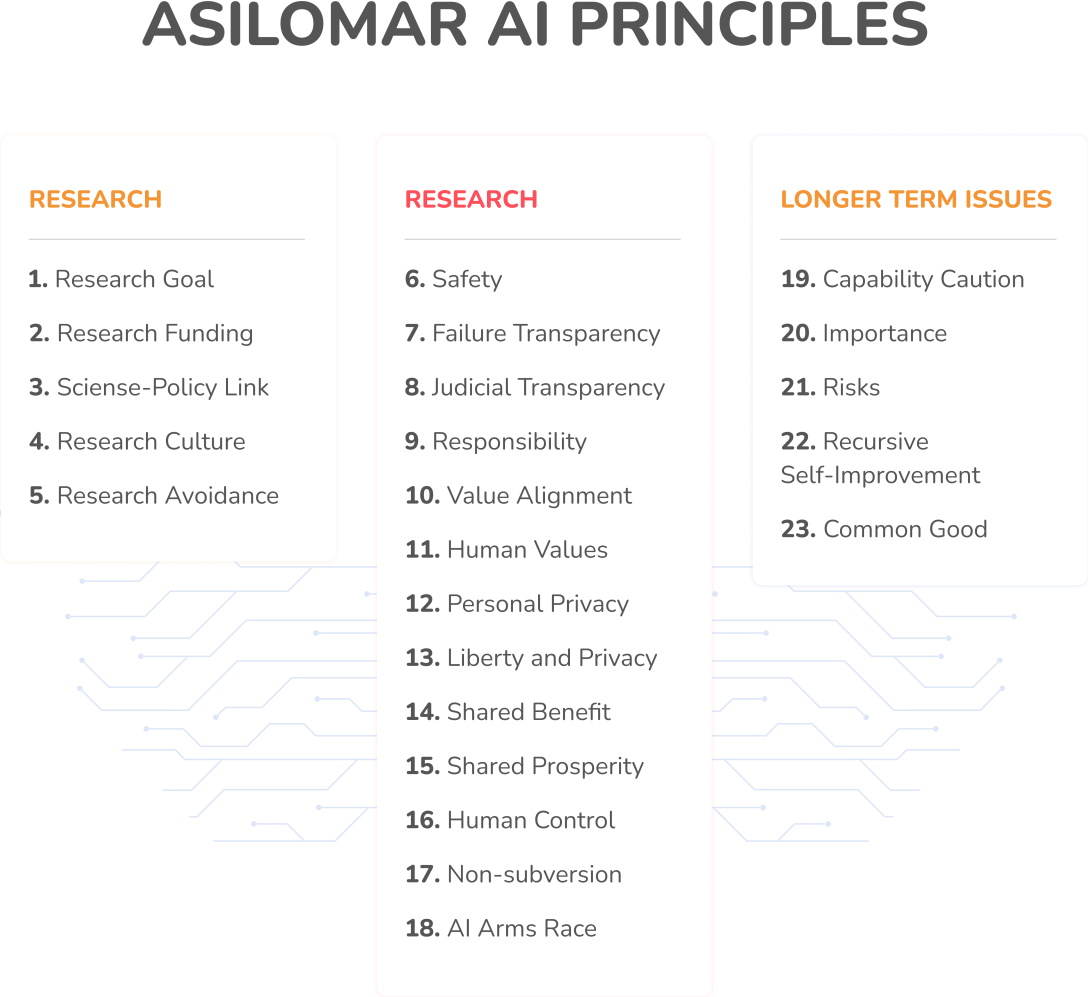 ASILOMAR AI PRINCIPLES
RESEARCH
1. Research Goal
2. Research Funding
3. Sciense-Policy Link
4. Research Culture
5. Research Avoidance
RESEARCH
6. Safety
7. Failure Transparency
8. Judicial Transparency
9. Responsibility
10. Value Alignment
11. Human Values
12. Personal Privacy
13. Liberty and Privacy
14. Shared Benefit
15. Shared Prosperity
16. Human Control
17. Non-subversion
18. AI Arms Race
LONGER TERM ISSUES
19. Capability Caution
20. Importance
21. Risks
22. Recursive
Self-Improvement
23. Common Good